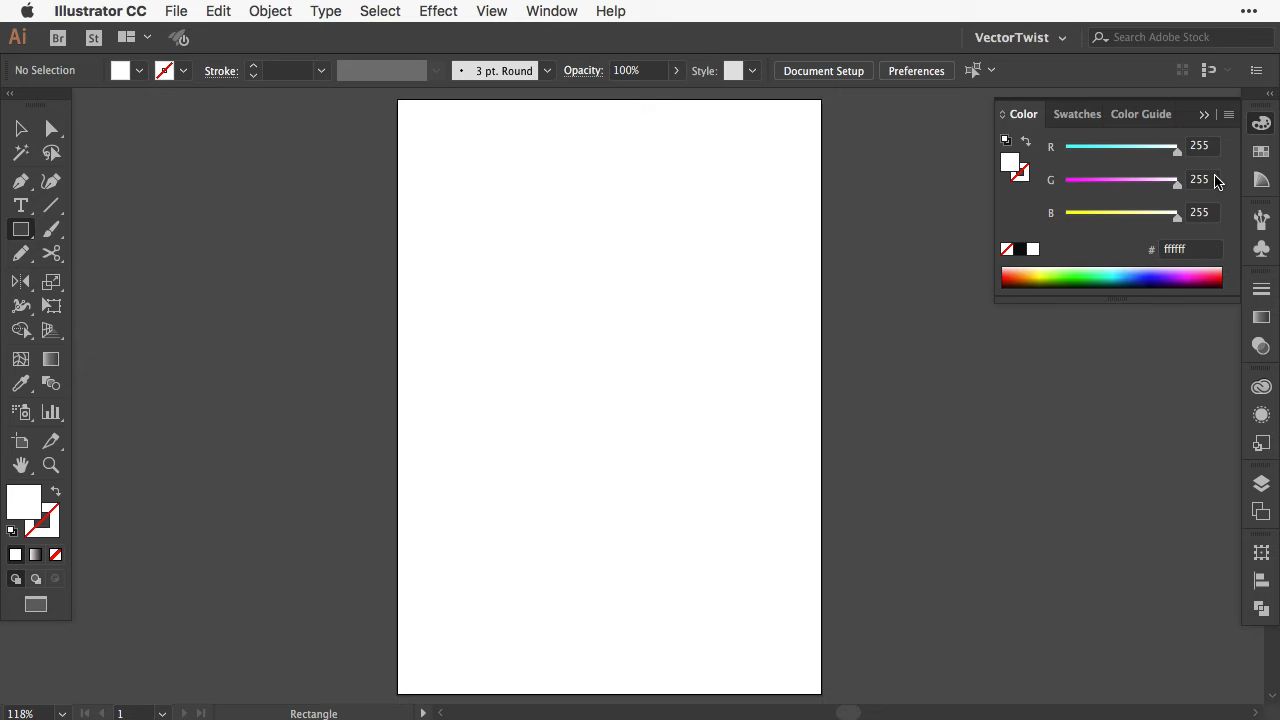 Illustrator CC File Edit Object Type Select Effect View Window Help
Ai Br St VectorTwist Search Adobe Stock
No Selection Stroke: 3 pt. Round Opacity: 100% Style: Document Setup Preferences
Color Swatches Color Guide
R 255
G 255
B 255
# ffffff
118% 1 Rectangle